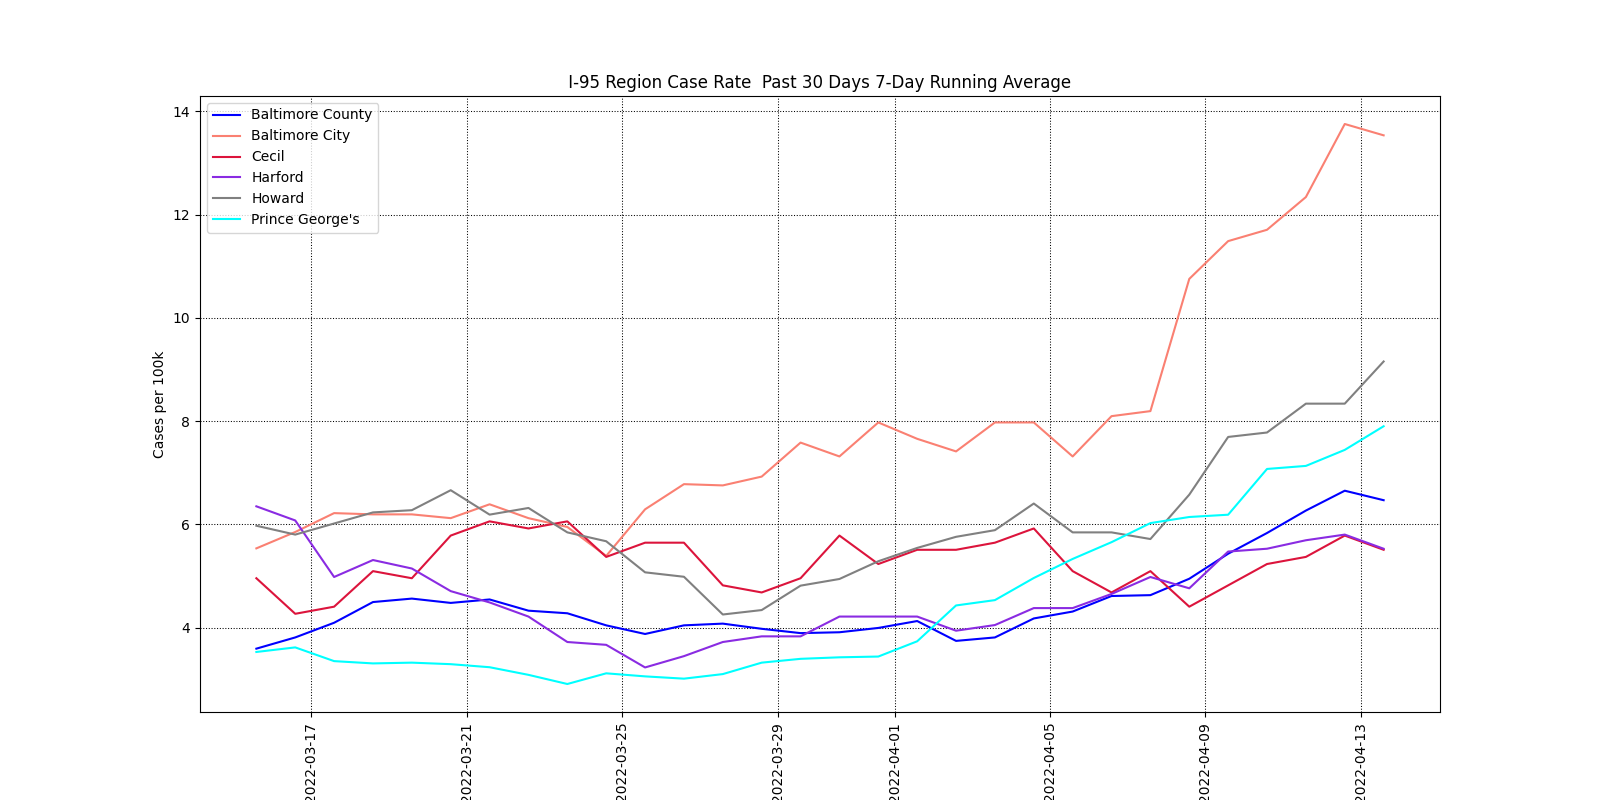 I-95 Region Case Rate  Past 30 Days 7-Day Running Average
Baltimore County
Baltimore City
Cecil
Harford
Howard
Prince George's
Cases per 100k
14
12
10
8
6
4
2022-03-17
2022-03-21
2022-03-25
2022-03-29
2022-04-01
2022-04-05
2022-04-09
2022-04-13